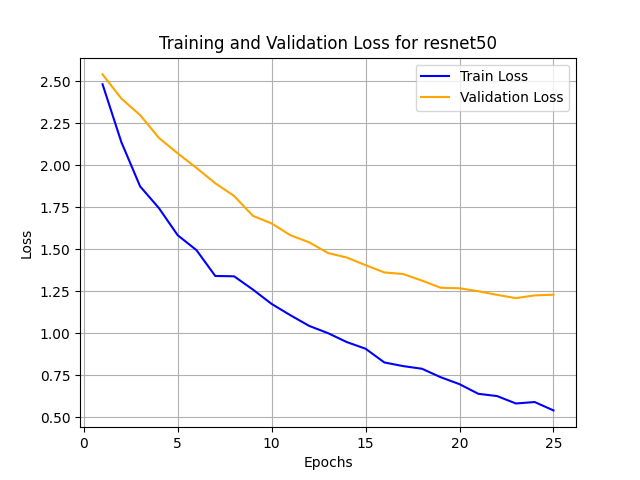 Training and Validation Loss for resnet50
Train Loss
Validation Loss
2.50
2.25
2.00
1.75
1.50
1.25
1.00
0.75
0.50
Loss
0 5 10 15 20 25
Epochs